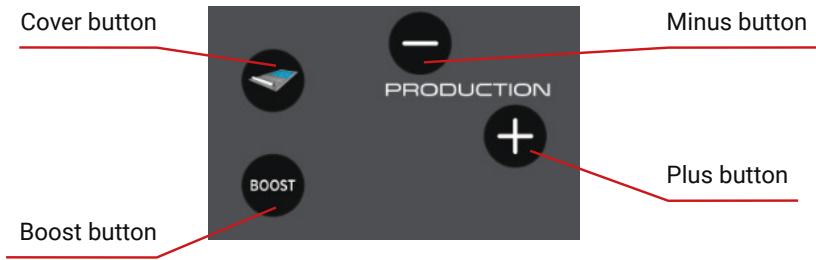 Cover button
Minus button
PRODUCTION
BOOST
Plus button
Boost button